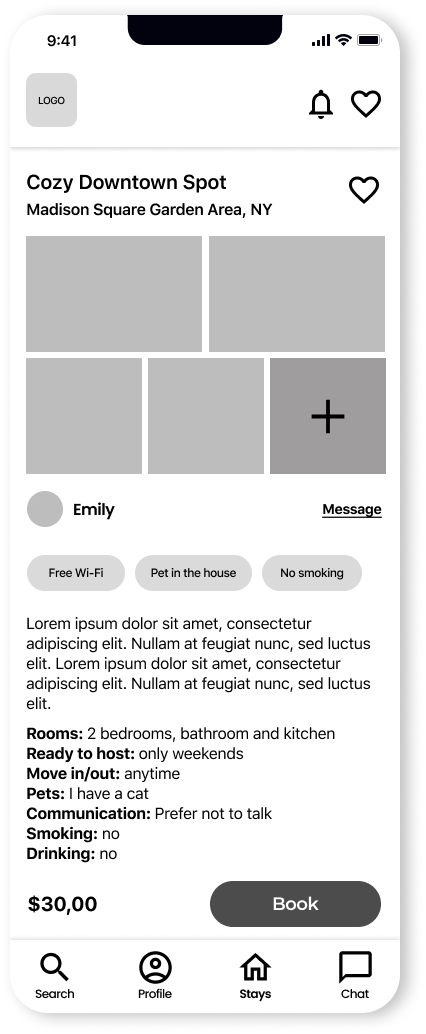 9:41
LOGO
Cozy Downtown Spot
Madison Square Garden Area, NY
Emily
Message
Free Wi-Fi
Pet in the house
No smoking
Lorem ipsum dolor sit amet, consectetur
adipiscing elit. Nullam at feugiat nunc, sed luctus
elit. Lorem ipsum dolor sit amet, consectetur
adipiscing elit. Nullam at feugiat nunc, sed luctus
elit.
Rooms: 2 bedrooms, bathroom and kitchen
Ready to host: only weekends
Move in/out: anytime
Pets: I have a cat
Communication: Prefer not to talk
Smoking: no
Drinking: no
$30,00
Book
Search
Profile
Stays
Chat